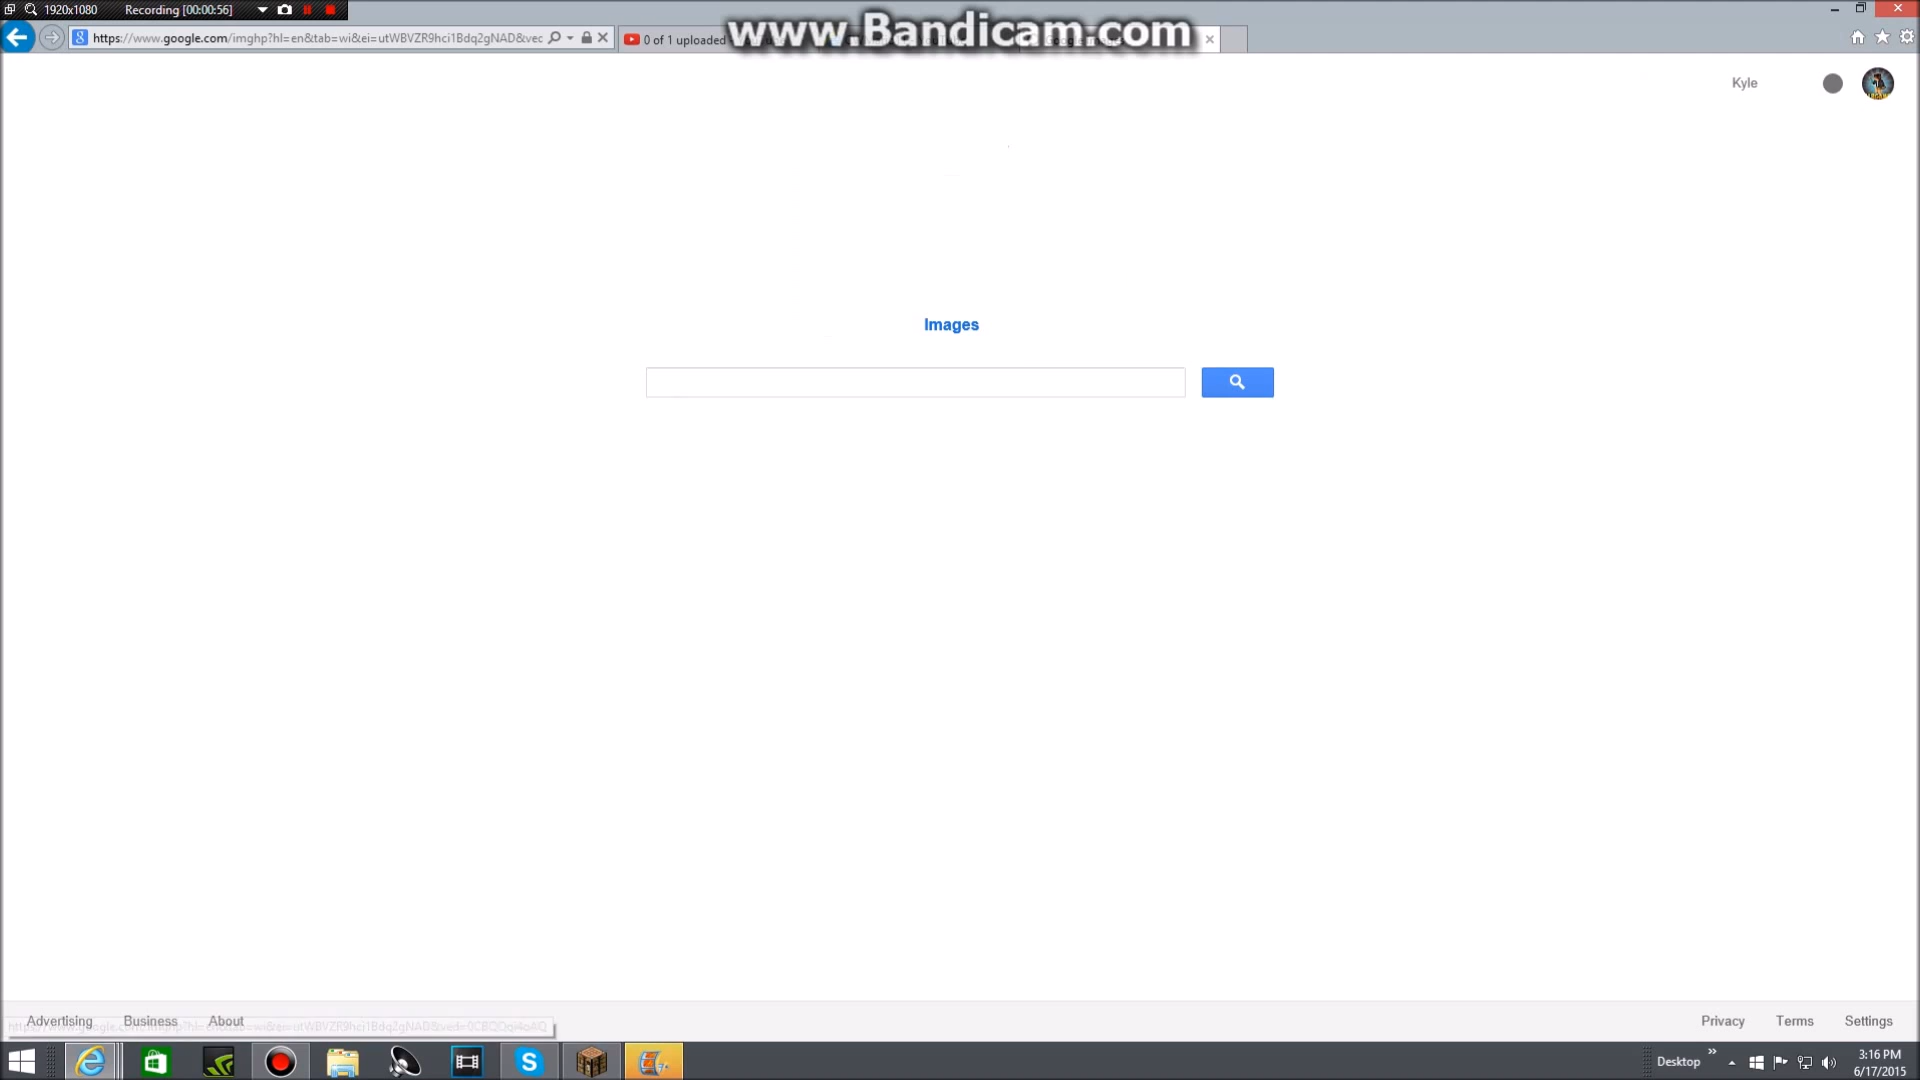 1920x1080 Recording [00:00:56]
www.Bandicam.com
https://www.google.com/imghp?hl=en&tab=wi&ei=utWBVZR9hci1Bdq2gNAD&vec
0 of 1 uploaded
Kyle
Images
Advertising Business About
Privacy Terms Settings
Desktop
3:16 PM
6/17/2015